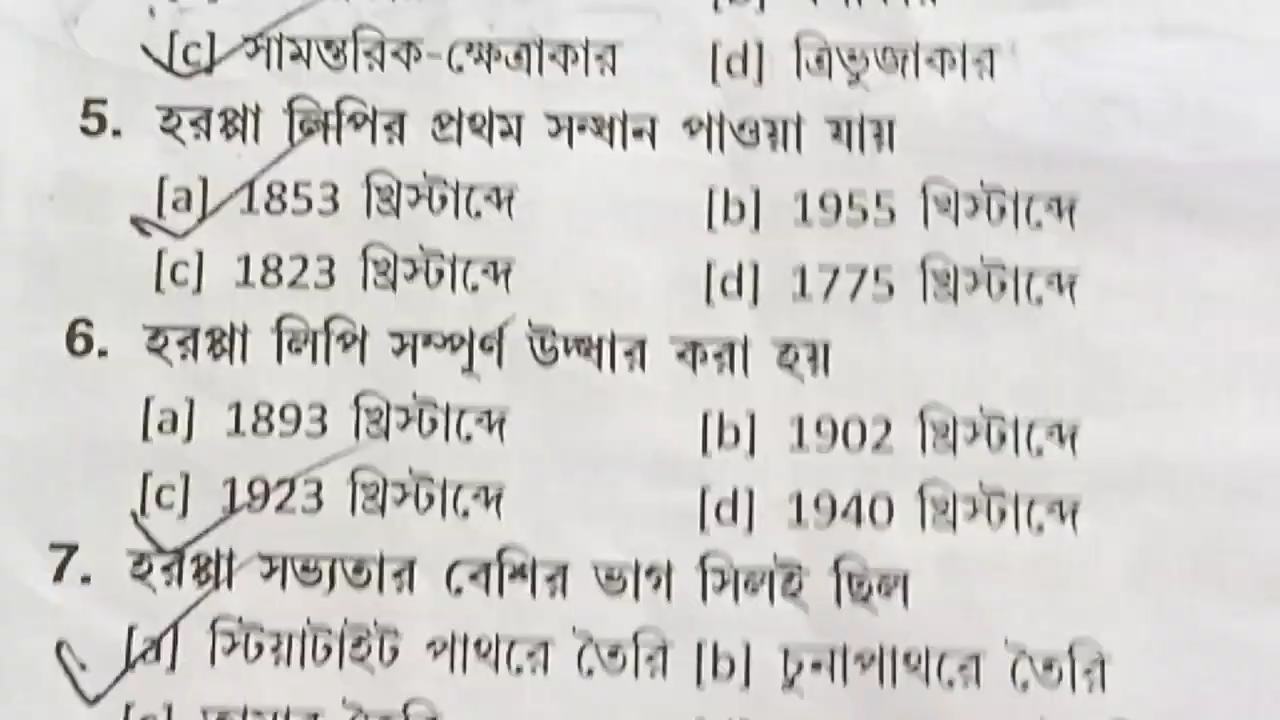 [c] সামন্তরিক-ক্ষেত্রাকার [d] ত্রিভুজাকার
5. হরপ্পা লিপির প্রথম সন্ধান পাওয়া যায়
[a] 1853 খ্রিস্টাব্দে [b] 1955 খ্রিস্টাব্দে
[c] 1823 খ্রিস্টাব্দে [d] 1775 খ্রিস্টাব্দে
6. হরপ্পা লিপি সম্পূর্ণ উদ্ধার করা হয়
[a] 1893 খ্রিস্টাব্দে [b] 1902 খ্রিস্টাব্দে
[c] 1923 খ্রিস্টাব্দে [d] 1940 খ্রিস্টাব্দে
7. হরপ্পা সভ্যতার বেশির ভাগ সিলই ছিল
[a] স্টিয়াটাইট পাথরে তৈরি [b] চুনাপাথরে তৈরি